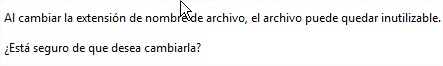 Al cambiar la extensión de nombre de archivo, el archivo puede quedar inutilizable.
¿Está seguro de que desea cambiarla?